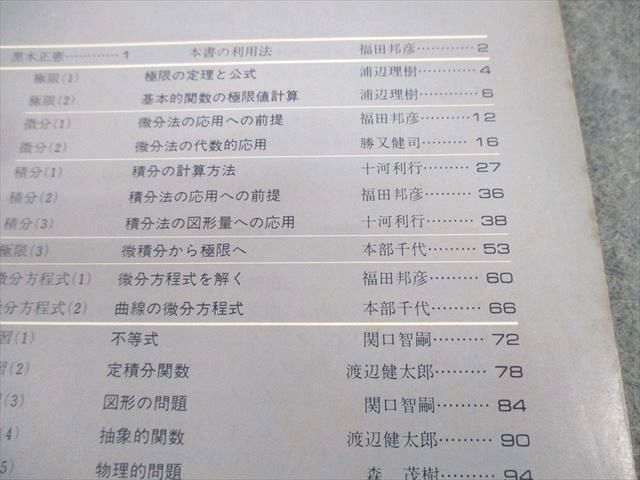 黒木正憲…………1 本書の利用法 福田邦彦…………2
極限(1) 極限の定理と公式 浦辺理樹…………4
極限(2) 基本的関数の極限値計算 浦辺理樹…………6
微分(1) 微分法の応用への前提 福田邦彦…………12
微分(2) 微分法の代数的応用 勝又健司…………16
積分(1) 積分の計算方法 十河利行…………27
積分(2) 積分法の応用への前提 福田邦彦…………36
積分(3) 積分法の図形量への応用 十河利行…………38
極限(3) 微積分から極限へ 本部千代…………53
微分方程式(1) 微分方程式を解く 福田邦彦…………60
分方程式(2) 曲線の微分方程式 本部千代…………66
習(1) 不等式 関口智嗣…………72
習(2) 定積分関数 渡辺健太郎………78
(3) 図形の問題 関口智嗣…………84
(4) 抽象的関数 渡辺健太郎………90
5) 物理的問題 森 茂樹…………94